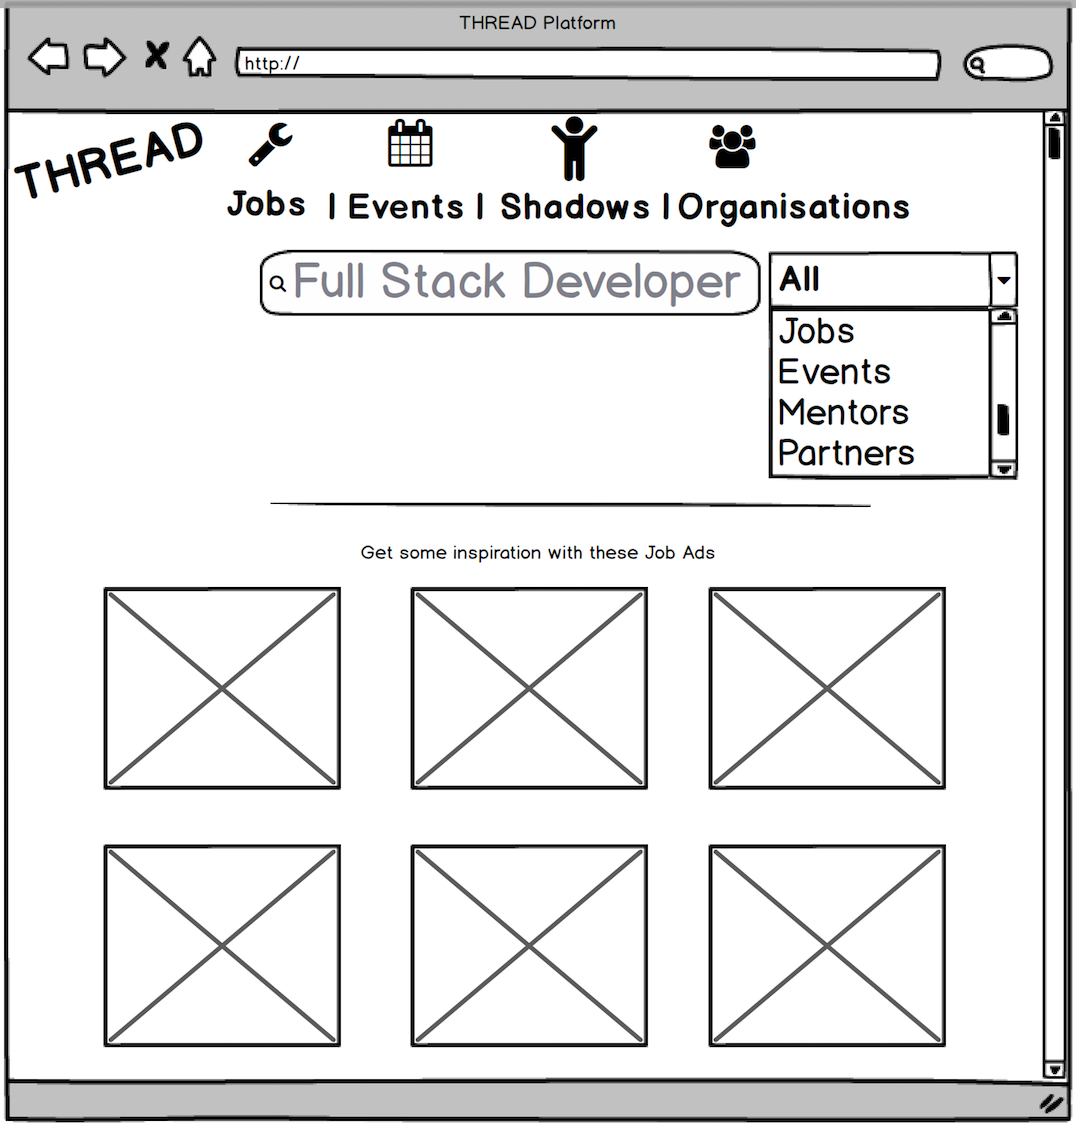 THREAD Platform
http://
THREAD
Jobs | Events | Shadows | Organisations
Full Stack Developer
All
Jobs
Events
Mentors
Partners
Get some inspiration with these Job Ads